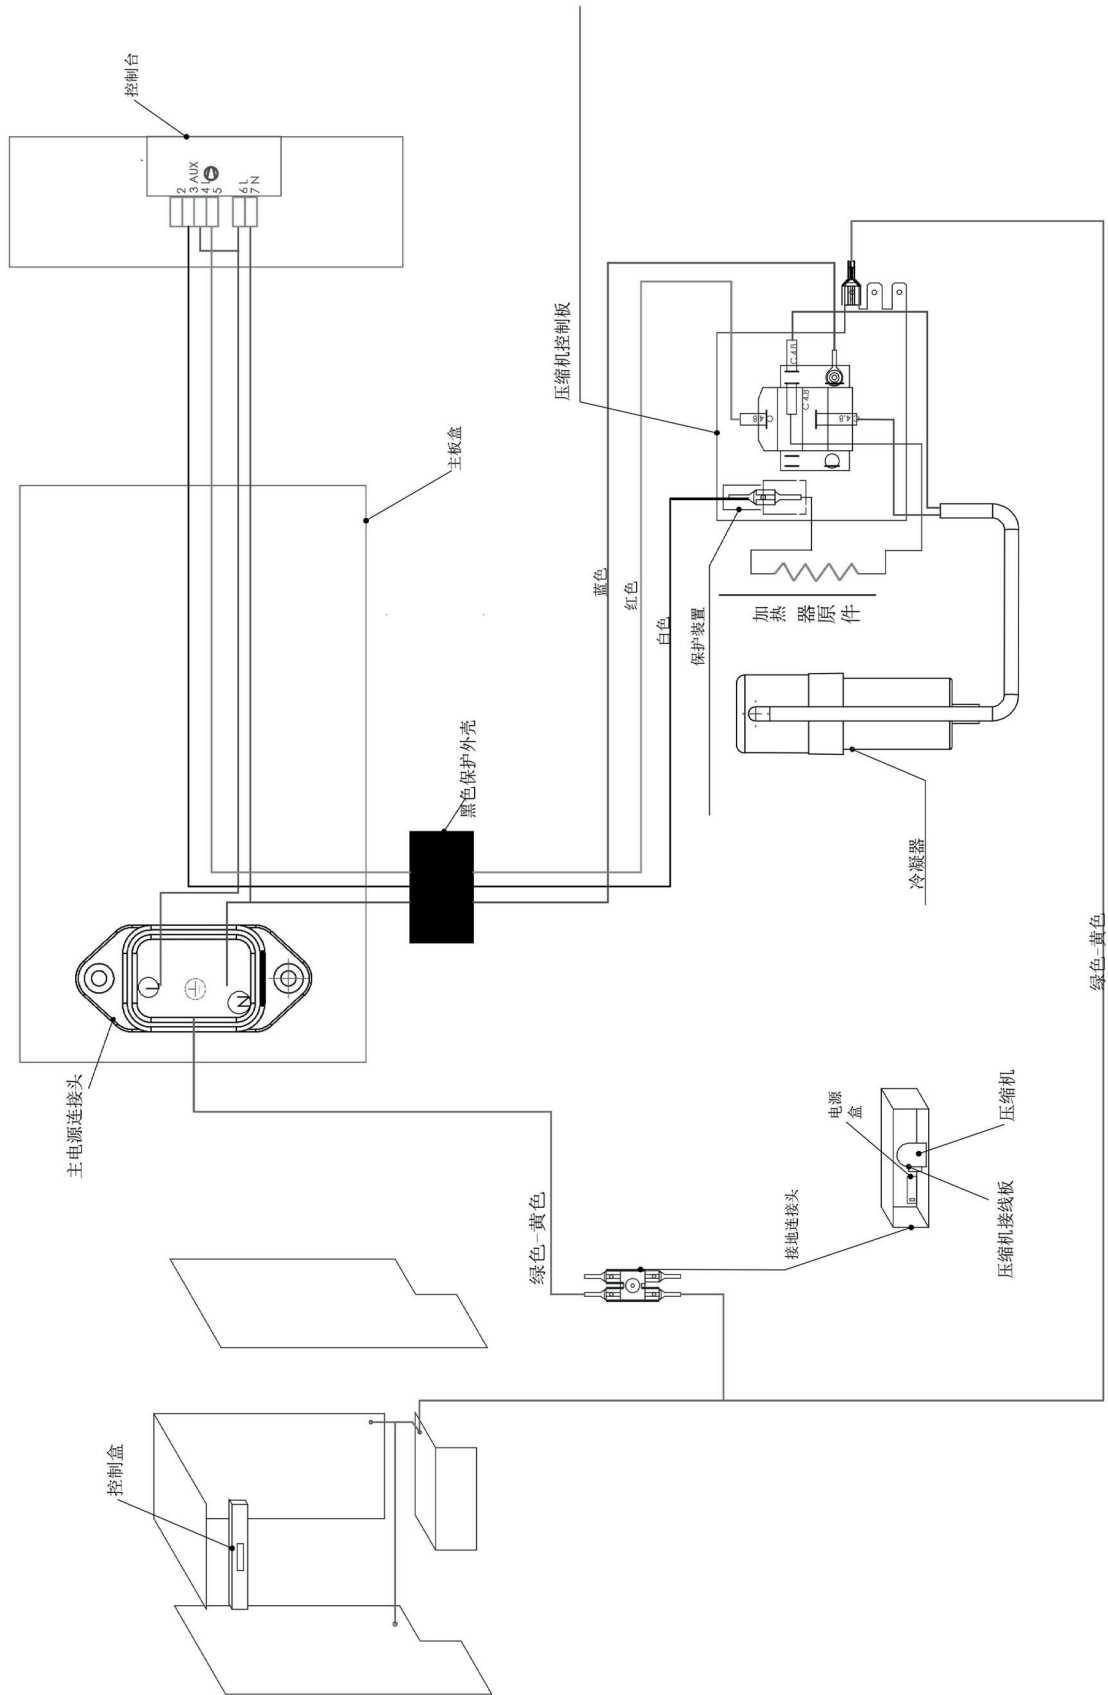 控制台
2
3 AUX
4 L
5
6 L
7 N
主板盒
压缩机控制板
C 4.8
C 4.8
4.8
4.8
蓝色
红色
白色
保护装置
加热器原件
黑色保护外壳
冷凝器
L
N
主电源连接头
绿色-黄色
绿色-黄色
电源
盒
压缩机
接地连接头
压缩机接线板
控制盒